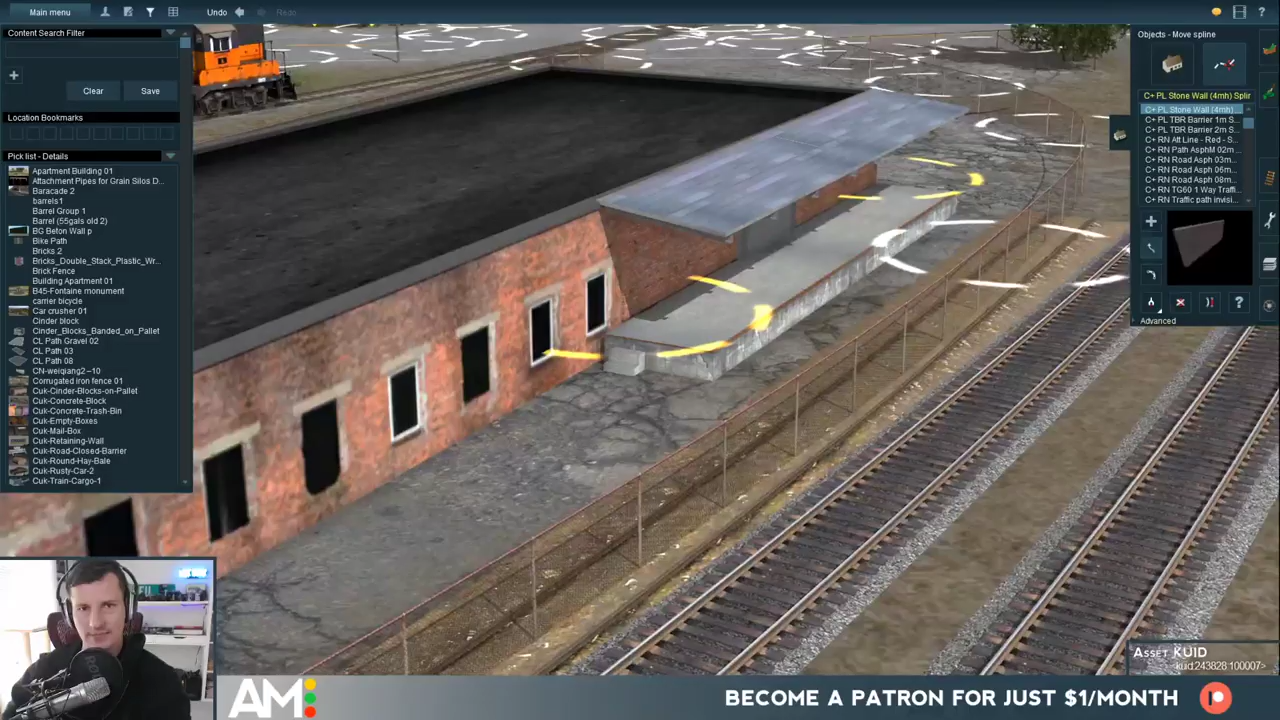 Main menu
Undo
Redo
Content Search Filter
Clear
Save
Location Bookmarks
Pick list - Details
Apartment Building 01
Attachment Pipes for Grain Silos D...
Baracade 2
barrels1
Barrel Group 1
Barrel (55gals old 2)
BG Beton Wall p
Bike Path
Bricks 2
Bricks_Double_Stack_Plastic_Wr...
Brick Fence
Building Apartment 01
B45-Fontaine monument
carrier bicycle
Car crusher 01
Cinder block
Cinder_Blocks_Banded_on_Pallet
CL Path Gravel 02
CL Path 03
CL Path 08
CN-weiqiang2-10
Corrugated iron fence 01
Cuk-Cinder-Blocks-on-Pallet
Cuk-Concrete-Block
Cuk-Concrete-Trash-Bin
Cuk-Empty-Boxes
Cuk-Mail-Box
Cuk-Retaining-Wall
Cuk-Road-Closed-Barrier
Cuk-Round-Hay-Bale
Cuk-Rusty-Car-2
Cuk-Train-Cargo-1
Objects - Move spline
C+ PL Stone Wall (4mh) Splir
C+ PL Stone Wall (4mh)
C+ PL TBR Barrier 1m S...
C+ PL TBR Barrier 2m S...
C+ RN Att Line - Red - S...
C+ RN Path AsphM 02m...
C+ RN Road Asph 03m...
C+ RN Road Asph 06m...
C+ RN Road Asph 08m...
C+ RN TG60 1 Way Traffi...
C+ RN Traffic path invisi...
Advanced
ASSET KUID
<kuid:243828:100007>
AM
BECOME A PATRON FOR JUST $1/MONTH